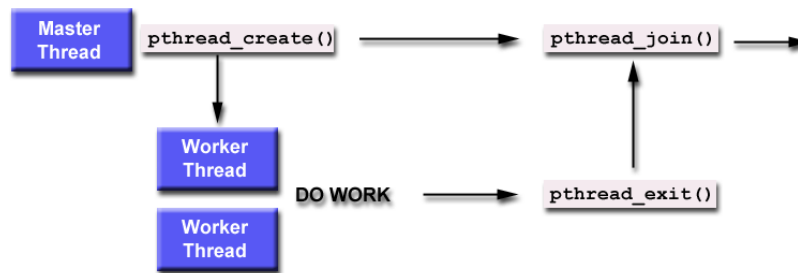 Master
Thread
pthread_create()
pthread_join()
Worker
Thread
DO WORK
pthread_exit()
Worker
Thread